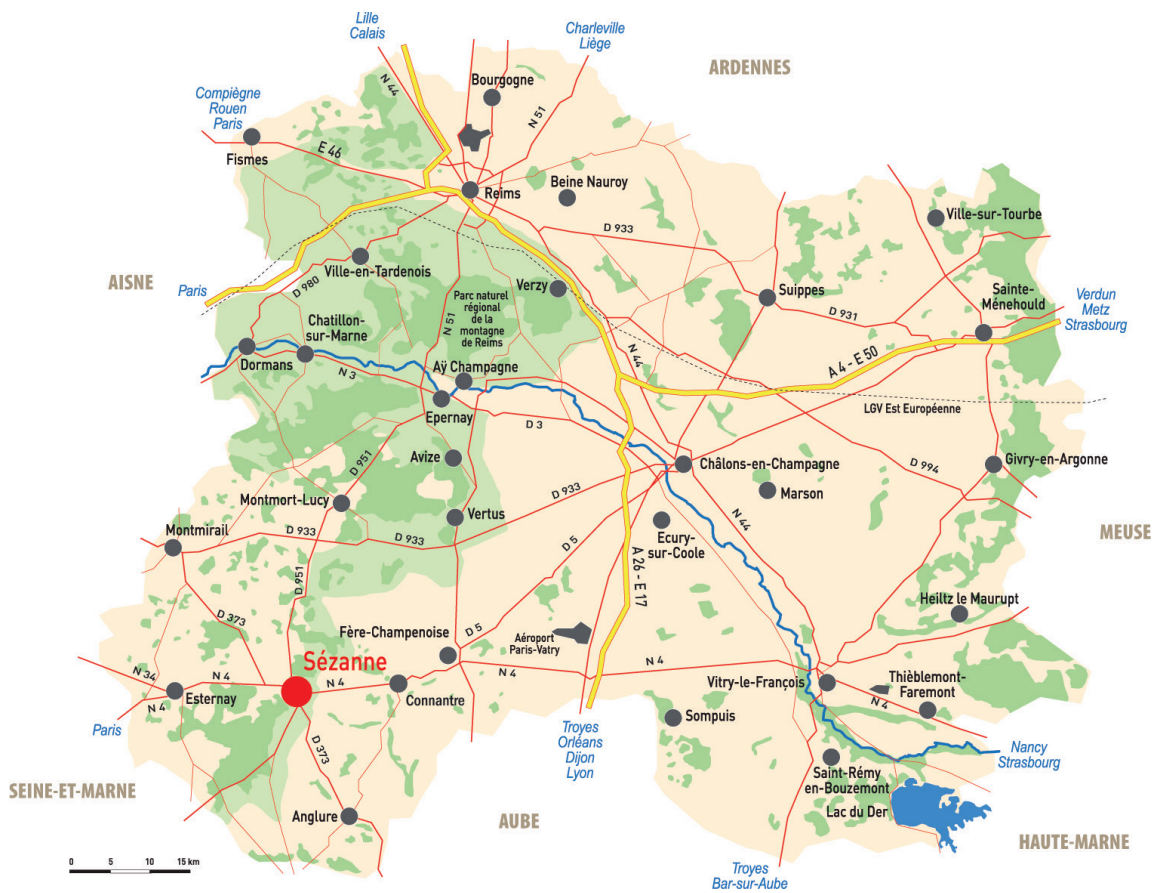 Lille
Calais
Charleville
Liège
ARDENNES
N 44
Bourgogne
N 51
Compiègne
Rouen
Paris
E 46
Fismes
Reims
Beine Nauroy
Ville-sur-Tourbe
D 933
AISNE
Ville-en-Tardenois
Paris
D 980
Verzy
Suippes
Sainte-
Ménehould
Verdun
Metz
Strasbourg
Parc naturel
régional
de la
montagne
de Reims
N 51
D 931
Chatillon-
sur-Marne
N 44
A 4 - E 50
Dormans
N 3
Aÿ Champagne
Epernay
LGV Est Européenne
D 3
Avize
D 951
Châlons-en-Champagne
D 994
Givry-en-Argonne
Marson
Montmort-Lucy
D 933
Vertus
N 44
Montmirail
D 933
D 933
D 5
Ecury-
sur-Coole
MEUSE
A 26 - E 17
D 951
Heiltz le Maurupt
D 373
Fère-Champenoise
D 5
Aéroport
Paris-Vatry
Sézanne
N 34
N 4
N 4
N 4
N 4
Esternay
N 4
Connantre
Vitry-le-François
Thièblemont-
Faremont
N 4
Paris
Sompuis
D 373
Troyes
Orléans
Dijon
Lyon
Nancy
Strasbourg
Saint-Rémy
en-Bouzemont
SEINE-ET-MARNE
Anglure
AUBE
Lac du Der
HAUTE-MARNE
0 5 10 15 km
Troyes
Bar-sur-Aube